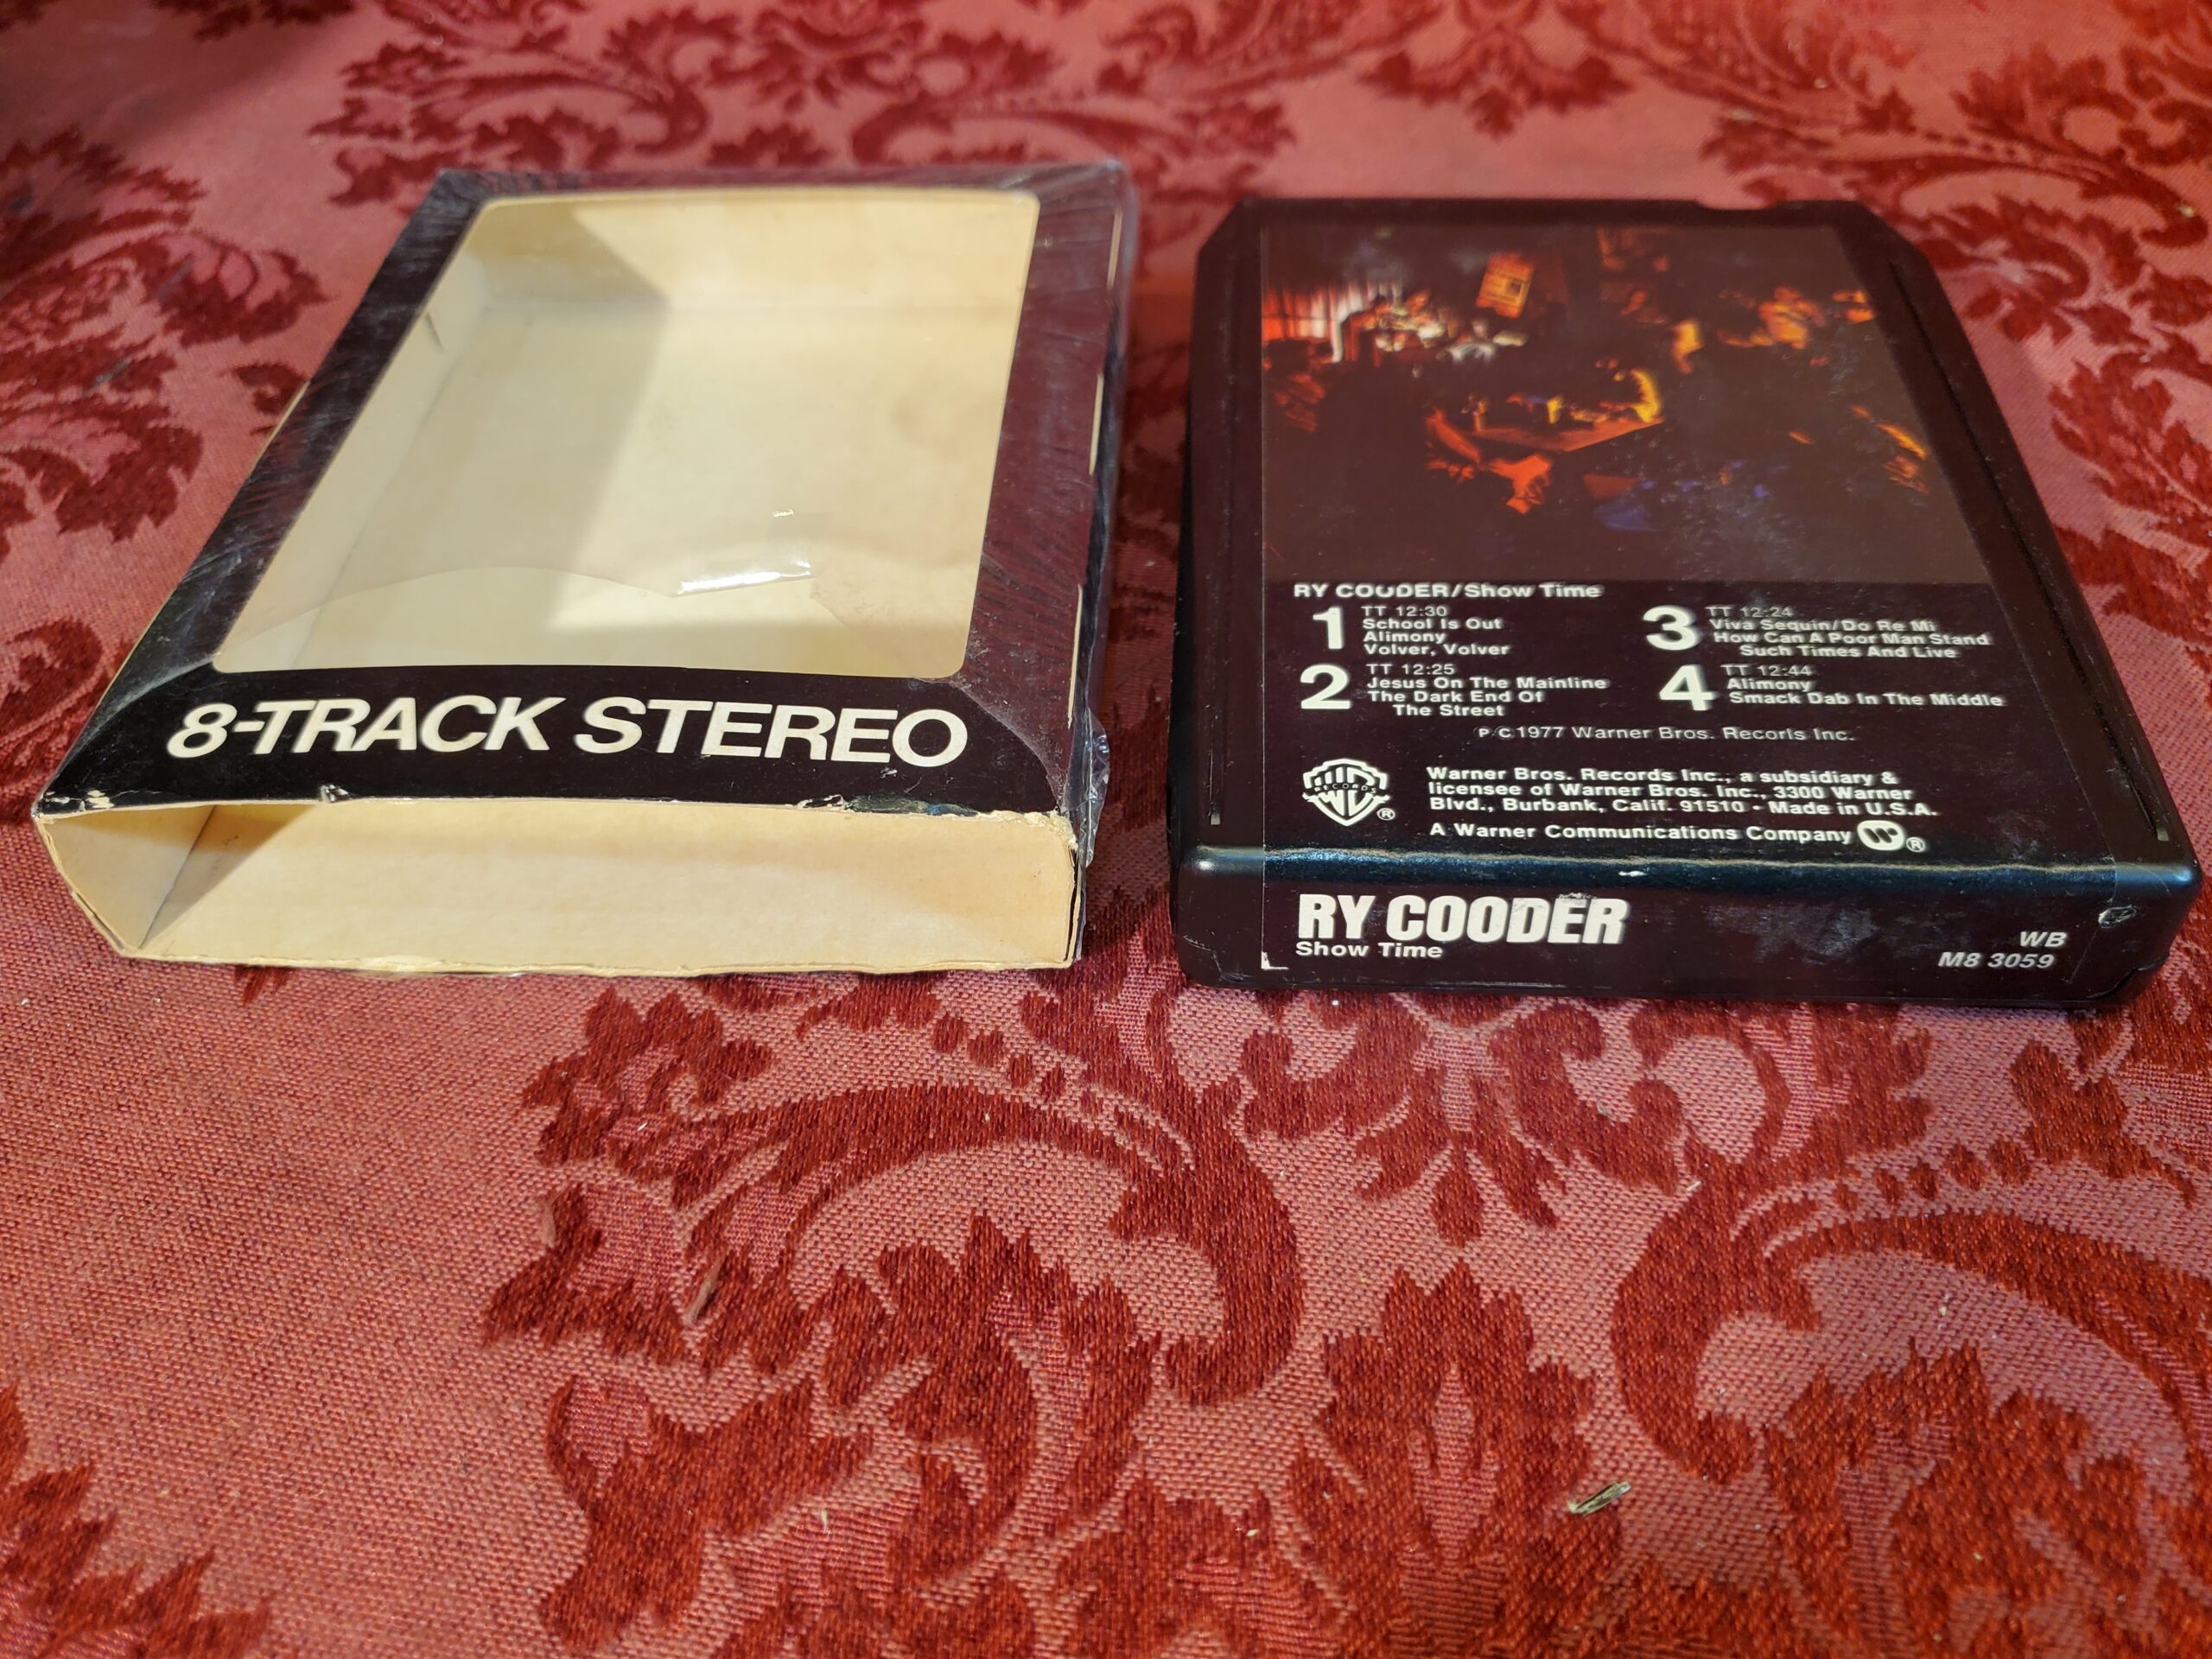 8-TRACK STEREO
RY COODER/Show Time
1 TT 12:30
School Is Out
Alimony
Volver, Volver
2 TT 12:25
Jesus On The Mainline
The Dark End Of
The Street
3 TT 12:24
Viva Sequin/Do Re Mi
How Can A Poor Man Stand
Such Times And Live
4 TT 12:44
Alimony
Smack Dab In The Middle
P/C 1977 Warner Bros. Recorls Inc.
WB RECORDS ®
Warner Bros. Records Inc., a subsidiary &
licensee of Warner Bros. Inc., 3300 Warner
Blvd., Burbank, Calif. 91510 - Made in U.S.A.
A Warner Communications Company ®
RY COODER
Show Time
WB
M8 3059